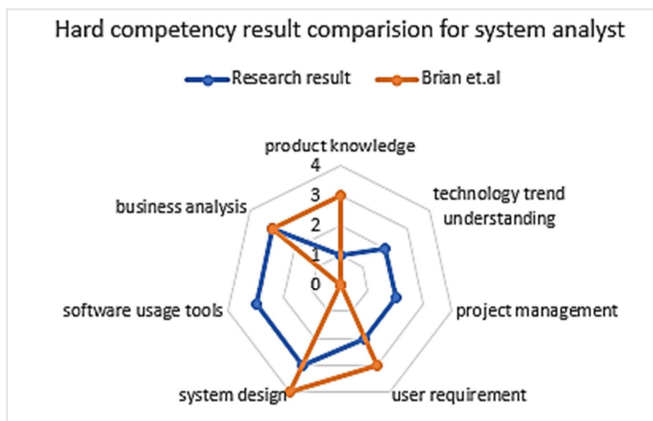 Hard competency result comparision for system analyst
Research result
Brian et.al
product knowledge
4
3
2
1
0
technology trend
understanding
project management
user requirement
system design
software usage tools
business analysis